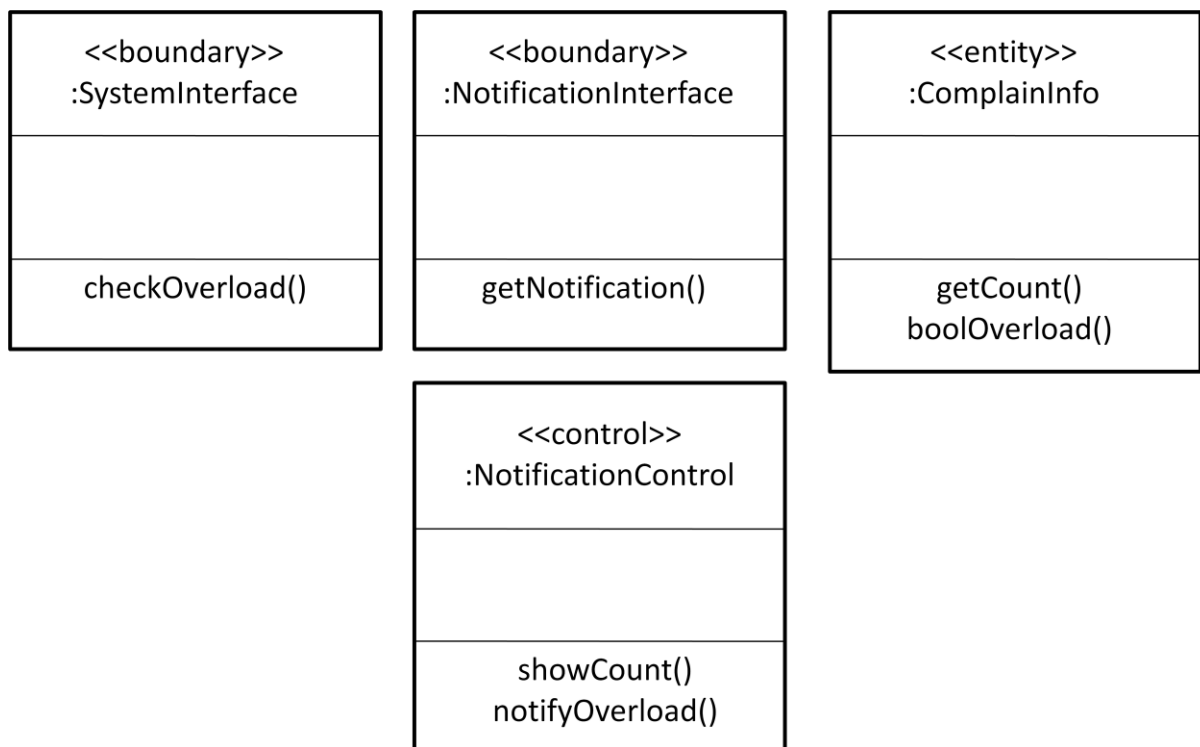 <<boundary>>
:SystemInterface
checkOverload()
<<boundary>>
:NotificationInterface
getNotification()
<<entity>>
:ComplainInfo
getCount()
boolOverload()
<<control>>
:NotificationControl
showCount()
notifyOverload()